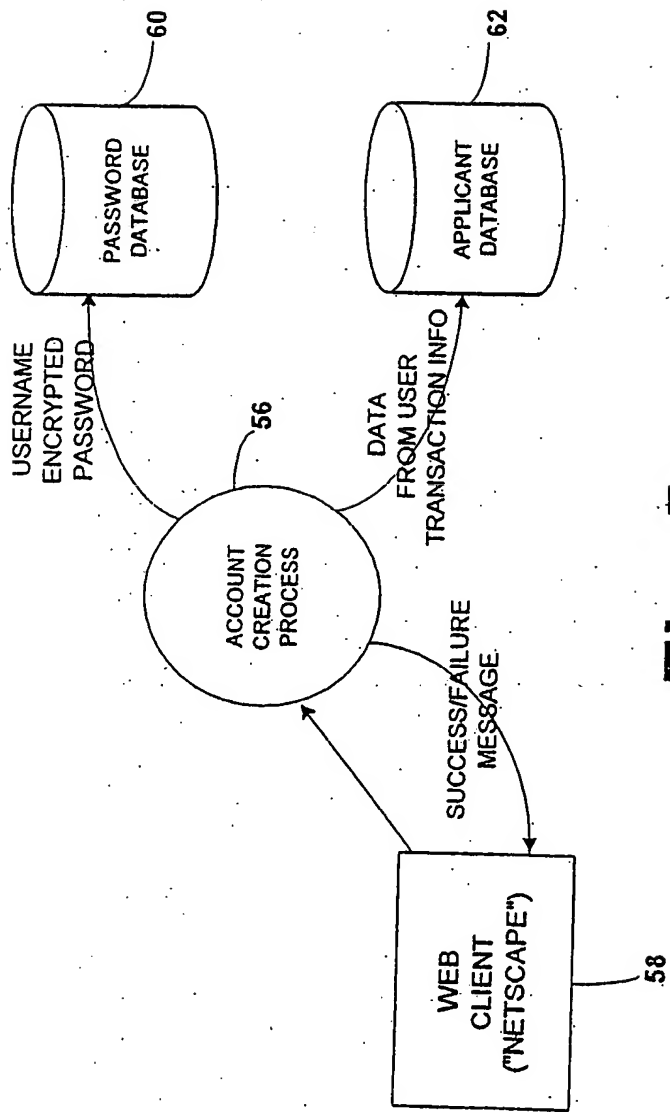 60
PASSWORD
DATABASE
USERNAME
ENCRYPTED
PASSWORD
62
APPLICANT
DATABASE
DATA
FROM USER
TRANSACTION INFO
56
ACCOUNT
CREATION
PROCESS
SUCCESS/FAILURE
MESSAGE
WEB
CLIENT
("NETSCAPE")
58